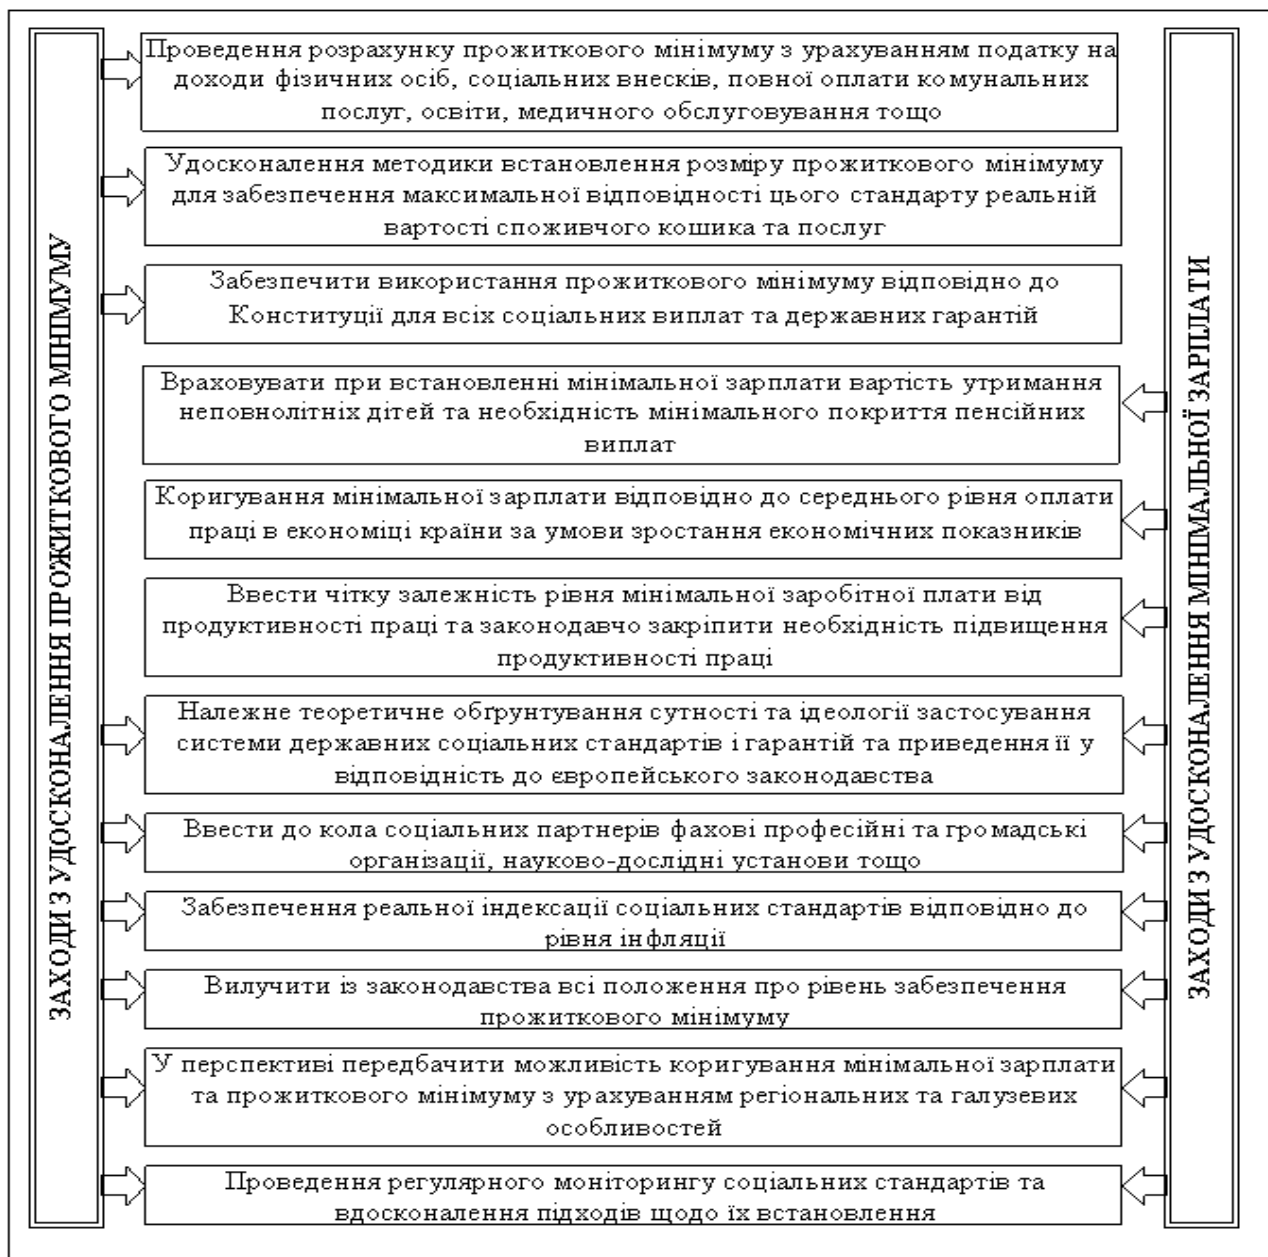 ЗАХОДИ З УДОСКОНАЛЕННЯ ПРОЖИТКОВОГО МІНІМУМУ
Проведення розрахунку прожиткового мінімуму з урахуванням податку на
доходи фізичних осіб, соціальних внесків, повної оплати комунальних
послуг, освіти, медичного обслуговування тощо
Удосконалення методики встановлення розміру прожиткового мінімуму
для забезпечення максимальної відповідності цього стандарту реальній
вартості споживчого кошика та послуг
Забезпечити використання прожиткового мінімуму відповідно до
Конституції для всіх соціальних виплат та державних гарантій
Враховувати при встановленні мінімальної зарплати вартість утримання
неповнолітніх дітей та необхідність мінімального покриття пенсійних
виплат
Коригування мінімальної зарплати відповідно до середнього рівня оплати
праці в економіці країни за умови зростання економічних показників
Ввести чітку залежність рівня мінімальної заробітної плати від
продуктивності праці та законодавчо закріпити необхідність підвищення
продуктивності праці
Належне теоретичне обґрунтування сутності та ідеології застосування
системи державних соціальних стандартів і гарантій та приведення її у
відповідність до європейського законодавства
Ввести до кола соціальних партнерів фахові професійні та громадські
організації, науково-дослідні установи тощо
Забезпечення реальної індексації соціальних стандартів відповідно до
рівня інфляції
Вилучити із законодавства всі положення про рівень забезпечення
прожиткового мінімуму
У перспективі передбачити можливість коригування мінімальної зарплати
та прожиткового мінімуму з урахуванням регіональних та галузевих
особливостей
Проведення регулярного моніторингу соціальних стандартів та
вдосконалення підходів щодо їх встановлення
ЗАХОДИ З УДОСКОНАЛЕННЯ МІНІМАЛЬНОЇ ЗАРПЛАТИ